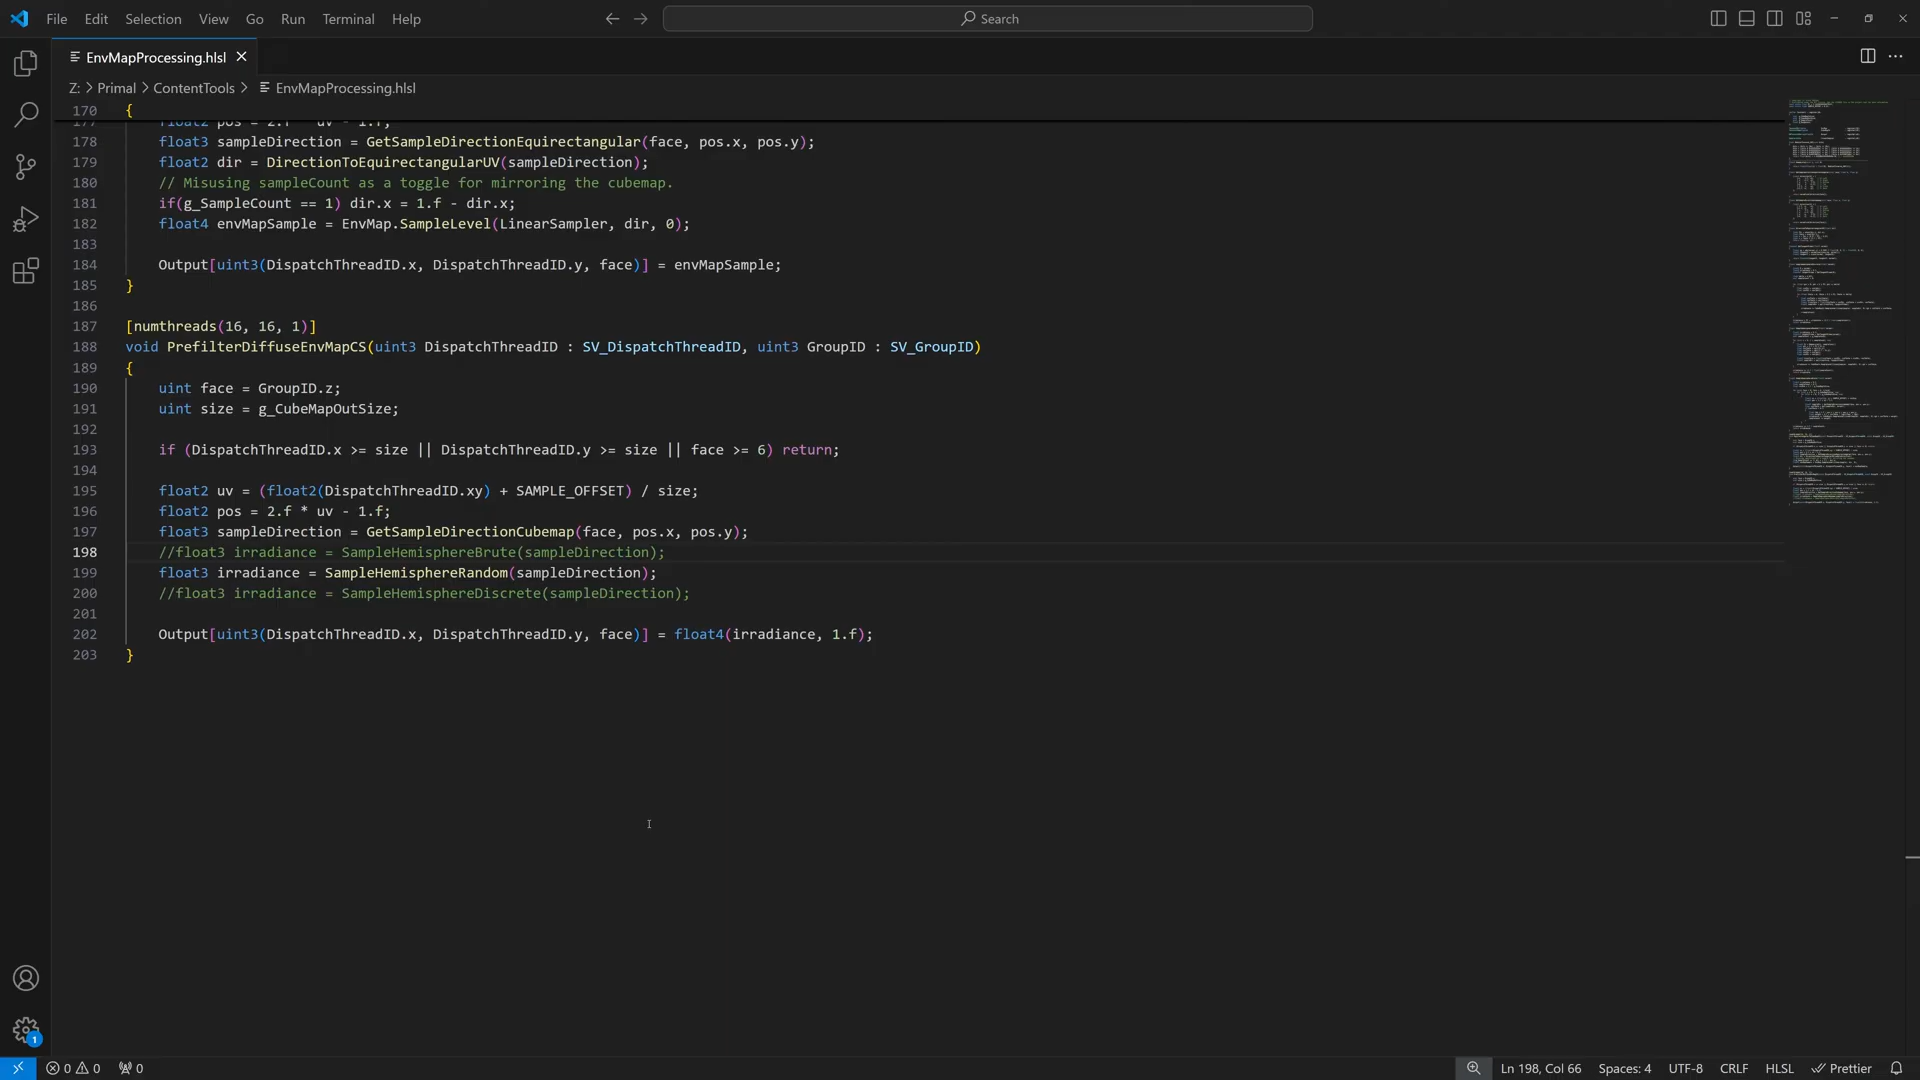 File Edit Selection View Go Run Terminal Help
Search
EnvMapProcessing.hlsl
Z: > Primal > ContentTools > EnvMapProcessing.hlsl
170 {
177 float2 pos = 2.f * uv - 1.f;
178 float3 sampleDirection = GetSampleDirectionEquirectangular(face, pos.x, pos.y);
179 float2 dir = DirectionToEquirectangularUV(sampleDirection);
180 // Misusing sampleCount as a toggle for mirroring the cubemap.
181 if(g_SampleCount == 1) dir.x = 1.f - dir.x;
182 float4 envMapSample = EnvMap.SampleLevel(LinearSampler, dir, 0);
183
184 Output[uint3(DispatchThreadID.x, DispatchThreadID.y, face)] = envMapSample;
185 }
186
187 [numthreads(16, 16, 1)]
188 void PrefilterDiffuseEnvMapCS(uint3 DispatchThreadID : SV_DispatchThreadID, uint3 GroupID : SV_GroupID)
189 {
190 uint face = GroupID.z;
191 uint size = g_CubeMapOutSize;
192
193 if (DispatchThreadID.x >= size || DispatchThreadID.y >= size || face >= 6) return;
194
195 float2 uv = (float2(DispatchThreadID.xy) + SAMPLE_OFFSET) / size;
196 float2 pos = 2.f * uv - 1.f;
197 float3 sampleDirection = GetSampleDirectionCubemap(face, pos.x, pos.y);
198 //float3 irradiance = SampleHemisphereBrute(sampleDirection);
199 float3 irradiance = SampleHemisphereRandom(sampleDirection);
200 //float3 irradiance = SampleHemisphereDiscrete(sampleDirection);
201
202 Output[uint3(DispatchThreadID.x, DispatchThreadID.y, face)] = float4(irradiance, 1.f);
203 }
1
0 0 0 Ln 198, Col 66 Spaces: 4 UTF-8 CRLF HLSL Prettier